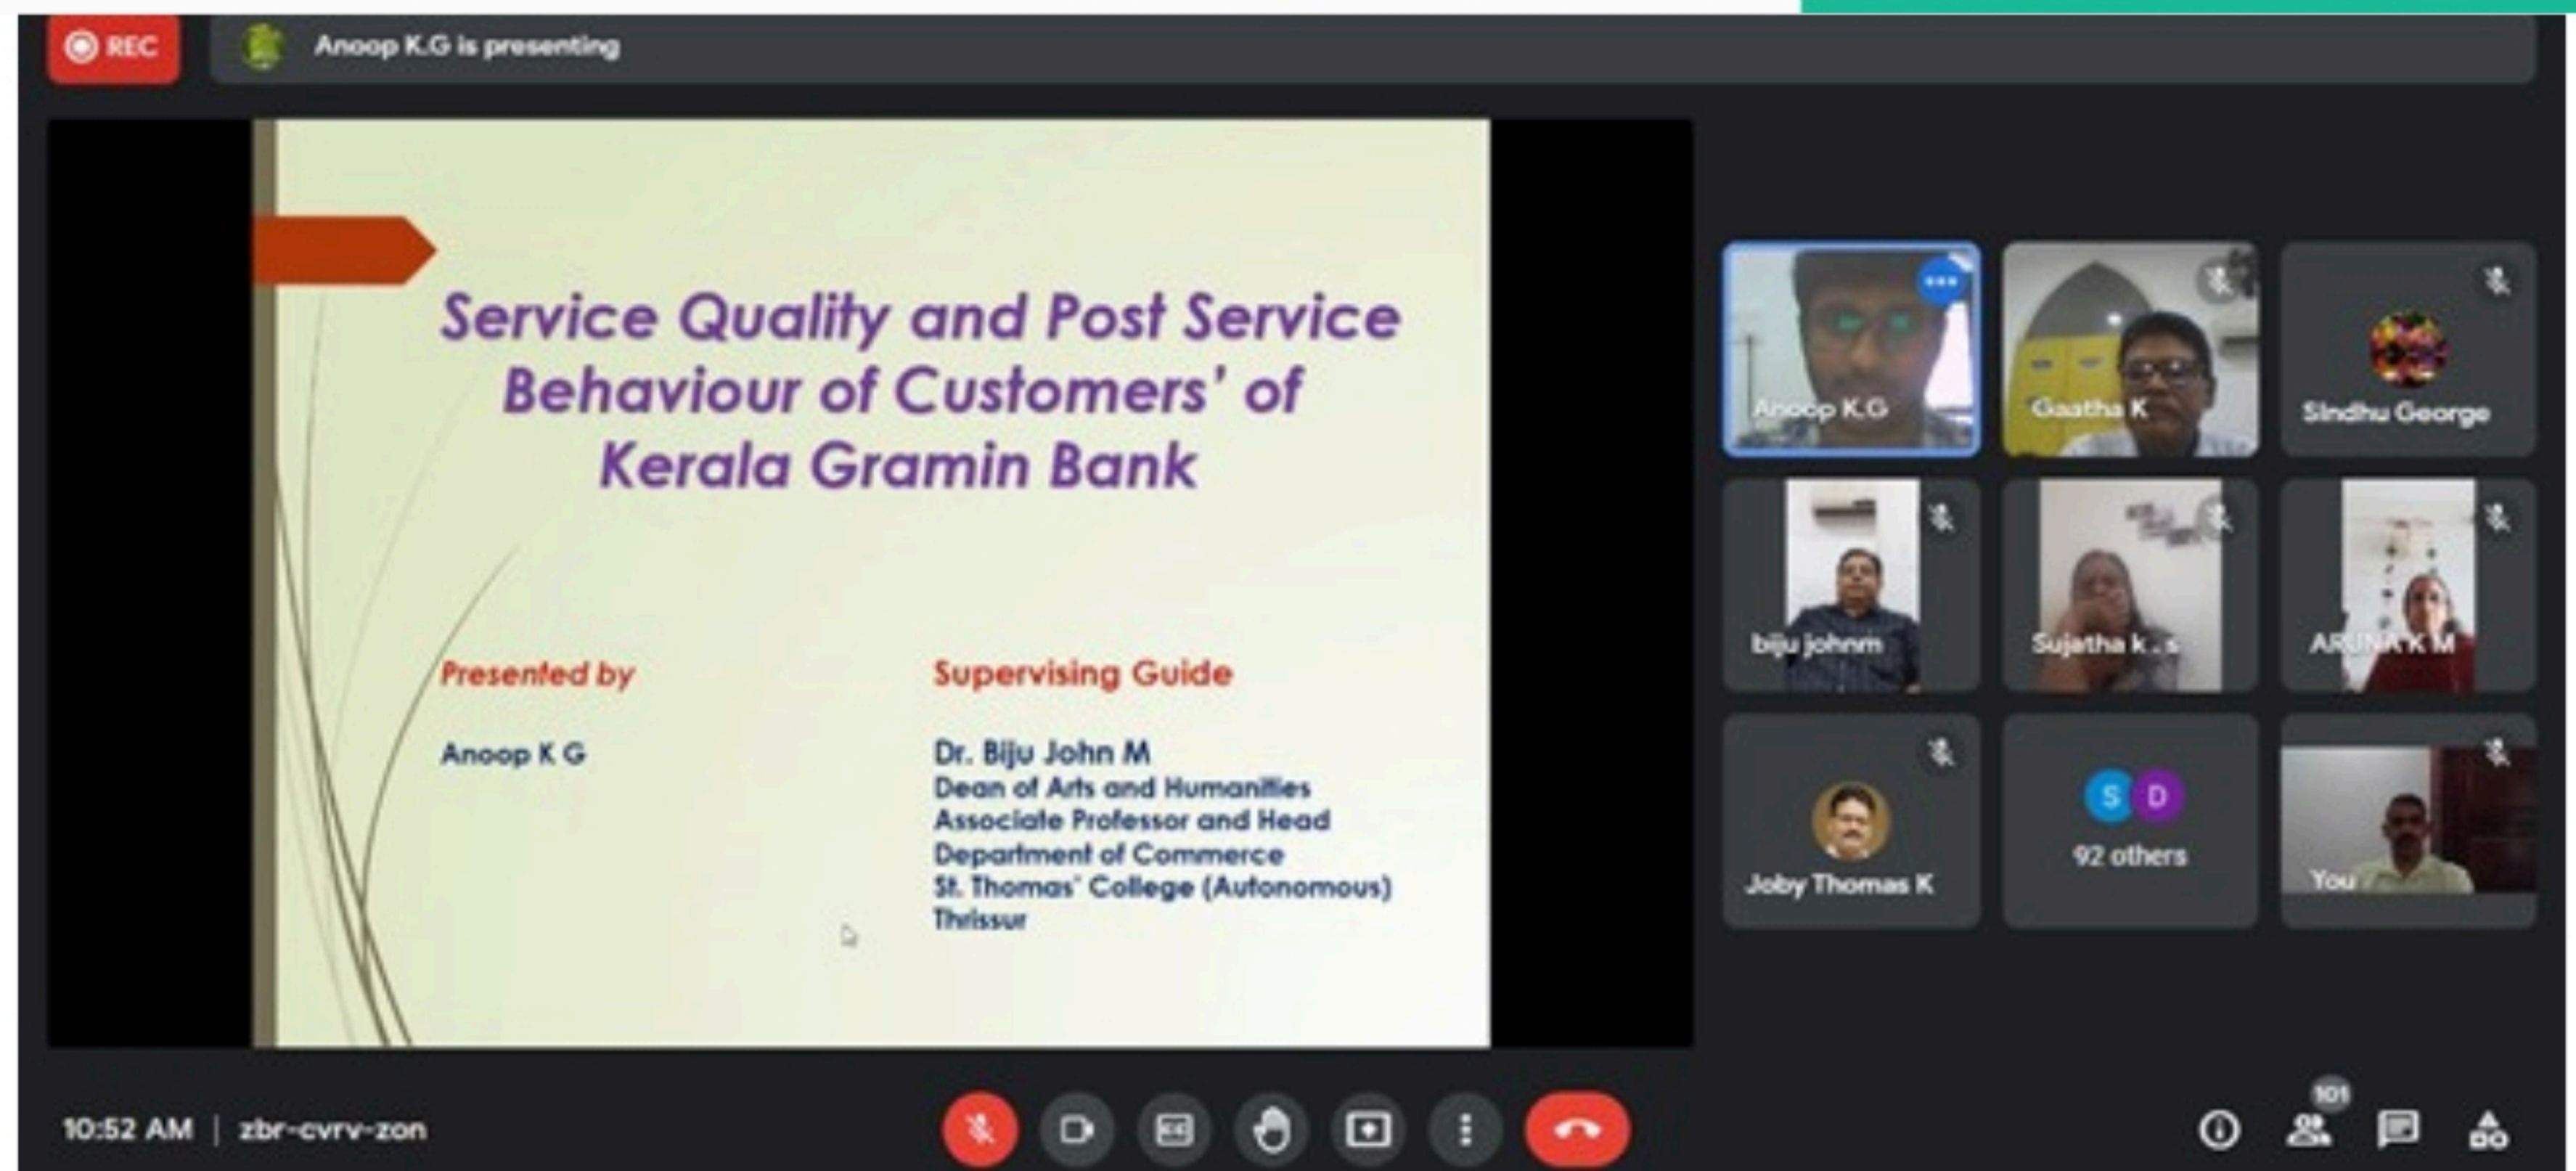 REC
Anoop K.G is presenting
Service Quality and Post Service
Behaviour of Customers' of
Kerala Gramin Bank
Presented by
Anoop K G
Supervising Guide
Dr. Biju John M
Dean of Arts and Humanities
Associate Professor and Head
Department of Commerce
St. Thomas' College (Autonomous)
Thrissur
Anoop K.G
Gaatha K
Sindhu George
biju johnm
Sujatha k . s
ARUNA K M
Joby Thomas K
S D
92 others
You
10:52 AM | zbr-cvrv-zon
CC
101